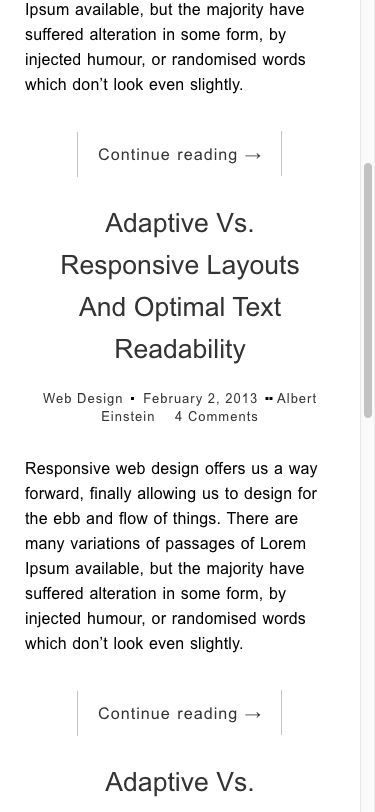 Ipsum available, but the majority have
suffered alteration in some form, by
injected humour, or randomised words
which don’t look even slightly.
Continue reading →
Adaptive Vs.
Responsive Layouts
And Optimal Text
Readability
Web Design ▪ February 2, 2013 ▪▪ Albert
Einstein 4 Comments
Responsive web design offers us a way
forward, finally allowing us to design for
the ebb and flow of things. There are
many variations of passages of Lorem
Ipsum available, but the majority have
suffered alteration in some form, by
injected humour, or randomised words
which don’t look even slightly.
Continue reading →
Adaptive Vs.